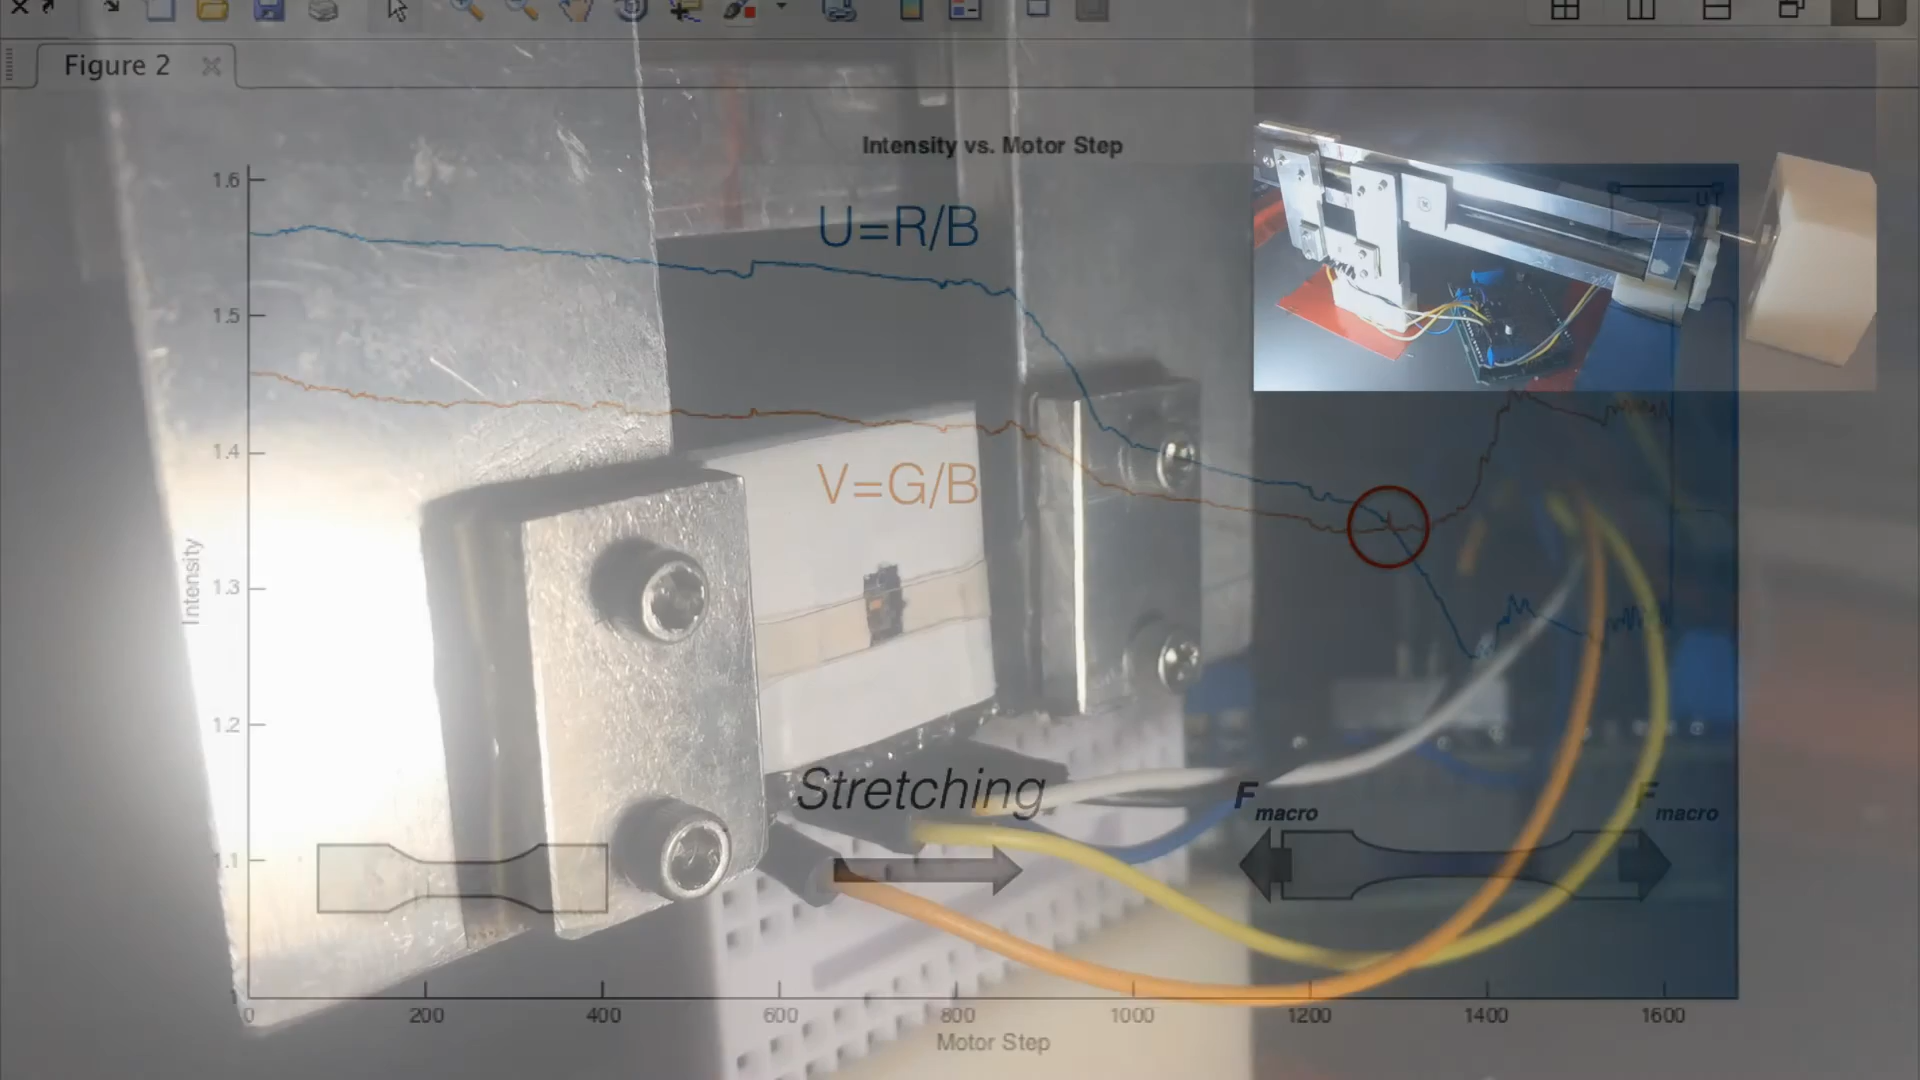 Figure 2
Intensity vs. Motor Step
1.6
1.5
1.4
1.3
1.2
1.1
1
Intensity
U=R/B
V=G/B
Stretching
F macro
F macro
0 200 400 600 800 1000 1200 1400 1600
Motor Step